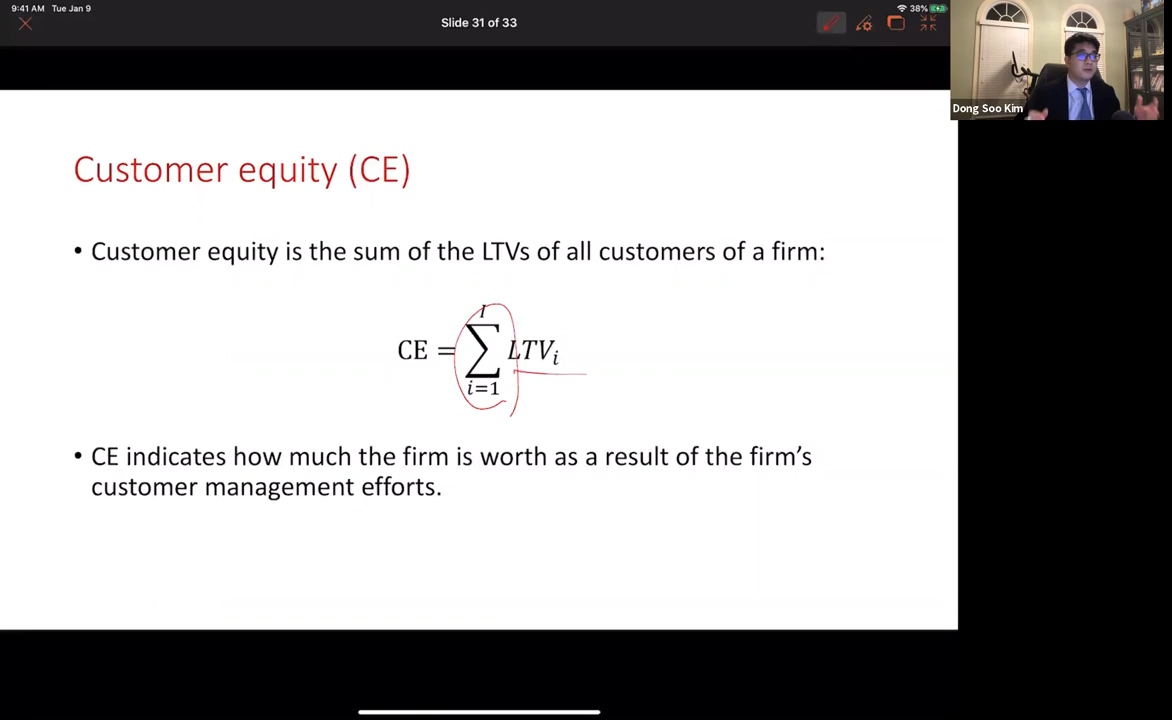 9:41 AM Tue Jan 9
38%
Slide 31 of 33
Dong Soo Kim
Customer equity (CE)
• Customer equity is the sum of the LTVs of all customers of a firm:
I
CE = ∑ LTVᵢ
i=1
• CE indicates how much the firm is worth as a result of the firm’s
customer management efforts.